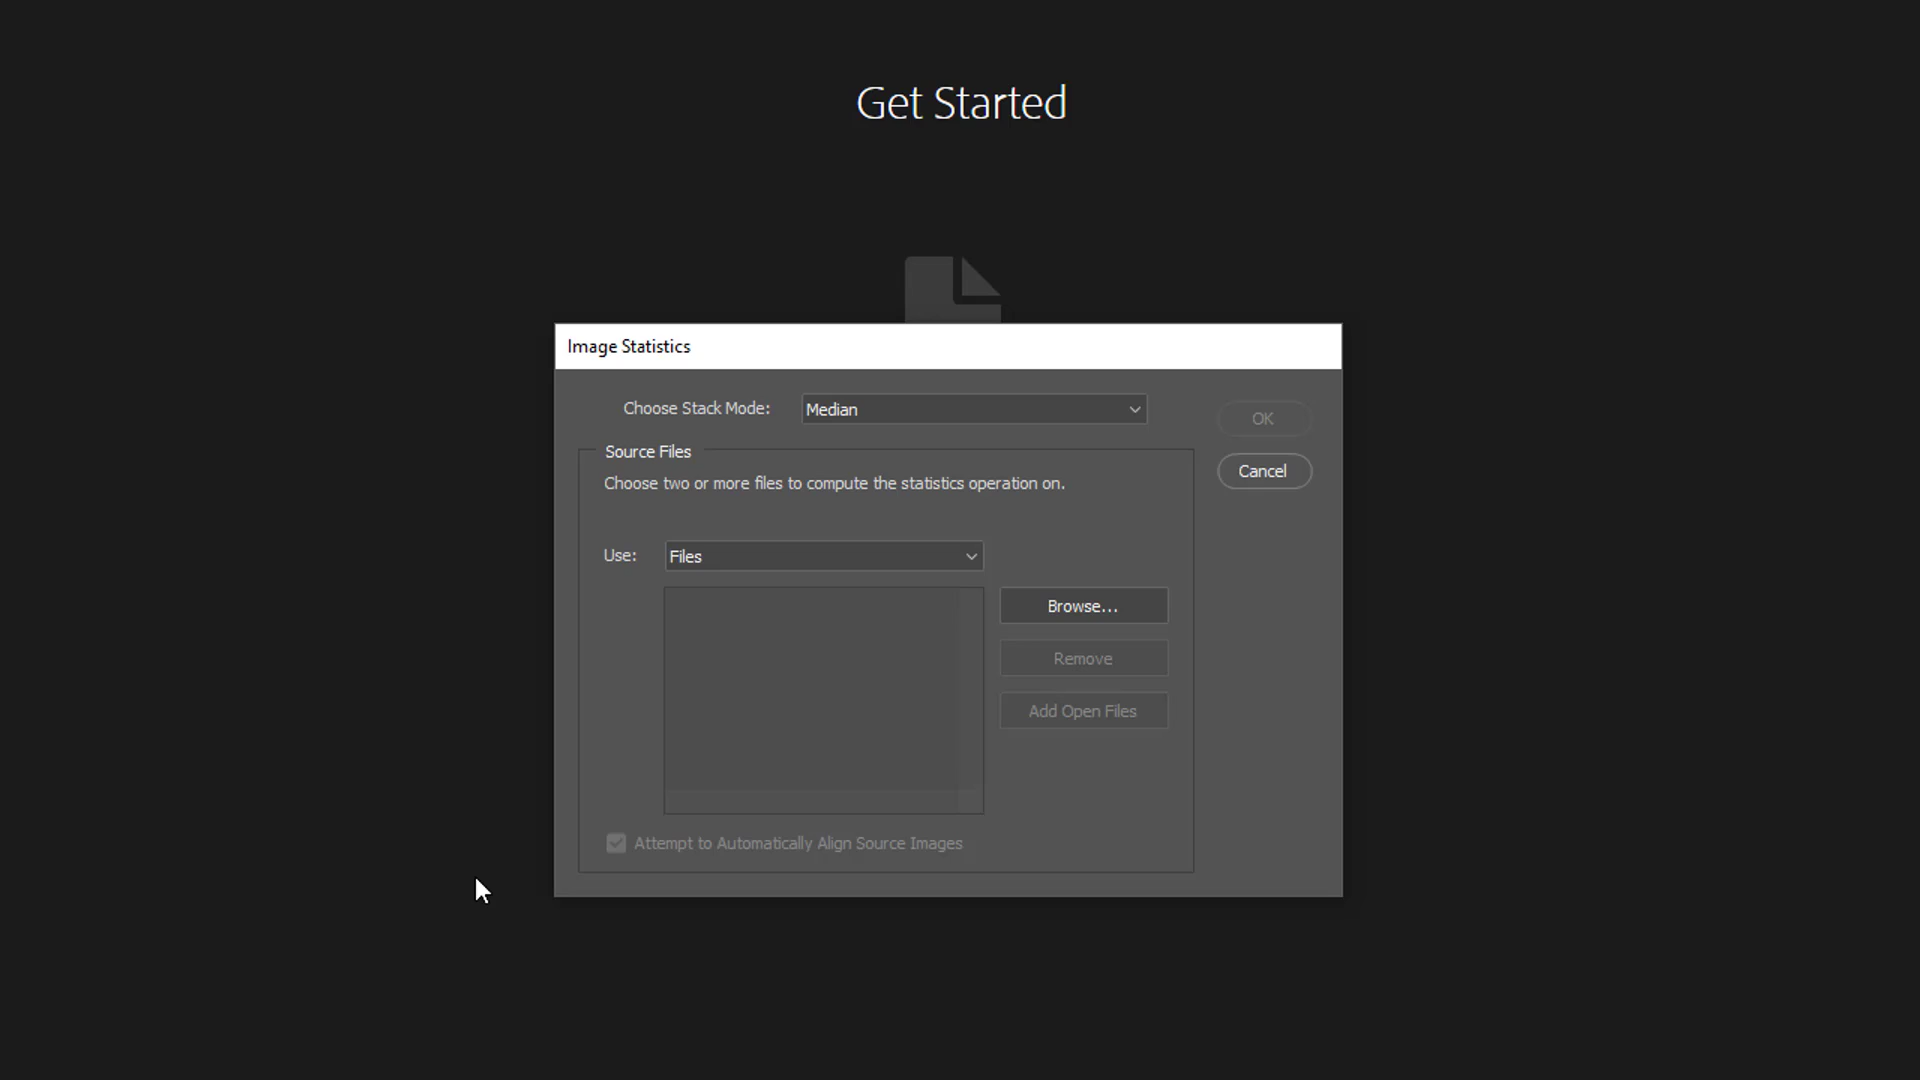 Get Started
Image Statistics
Choose Stack Mode: Median
OK
Source Files
Cancel
Choose two or more files to compute the statistics operation on.
Use: Files
Browse...
Remove
Add Open Files
Attempt to Automatically Align Source Images